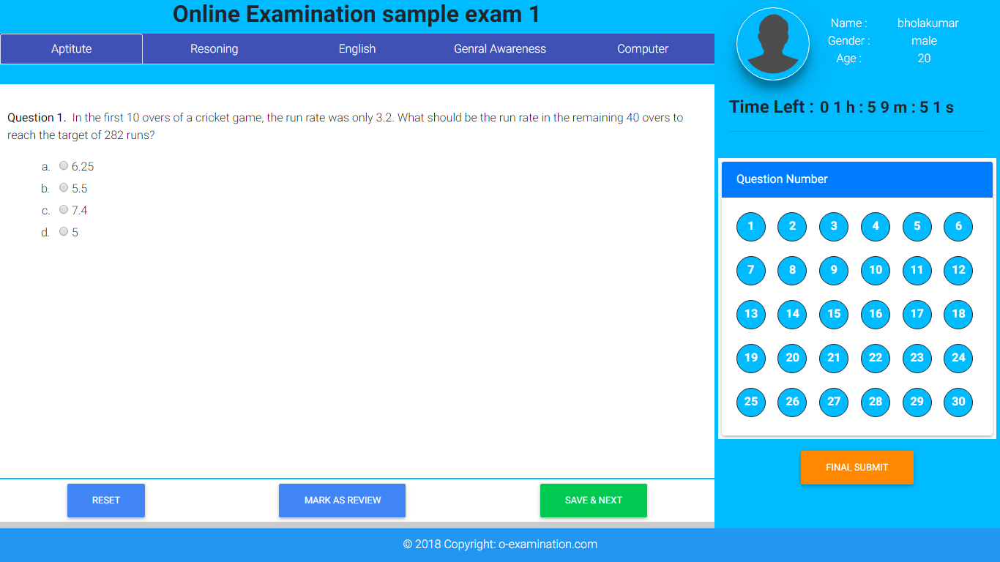 Online Examination sample exam 1
Aptitute Resoning English Genral Awareness Computer
Question 1. In the first 10 overs of a cricket game, the run rate was only 3.2. What should be the run rate in the remaining 40 overs to
reach the target of 282 runs?
a. 6.25
b. 5.5
c. 7.4
d. 5
RESET MARK AS REVIEW SAVE & NEXT
Name : bholakumar
Gender : male
Age : 20
Time Left : 0 1 h : 5 9 m : 5 1 s
Question Number
1 2 3 4 5 6
7 8 9 10 11 12
13 14 15 16 17 18
19 20 21 22 23 24
25 26 27 28 29 30
FINAL SUBMIT
© 2018 Copyright: o-examination.com